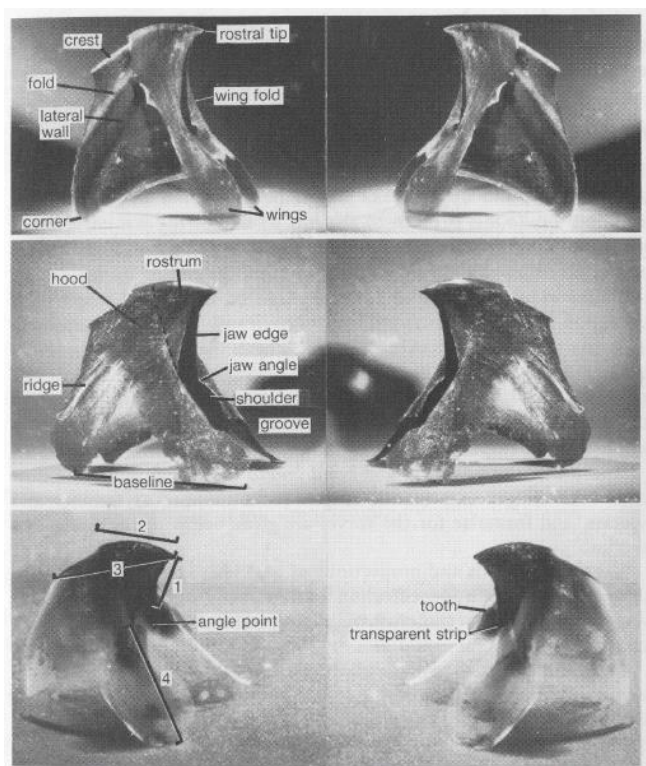 crest
rostral tip
fold
wing fold
lateral
wall
corner
wings
rostrum
hood
jaw edge
jaw angle
ridge
shoulder
groove
baseline
2
3
1
tooth
angle point
transparent strip
4